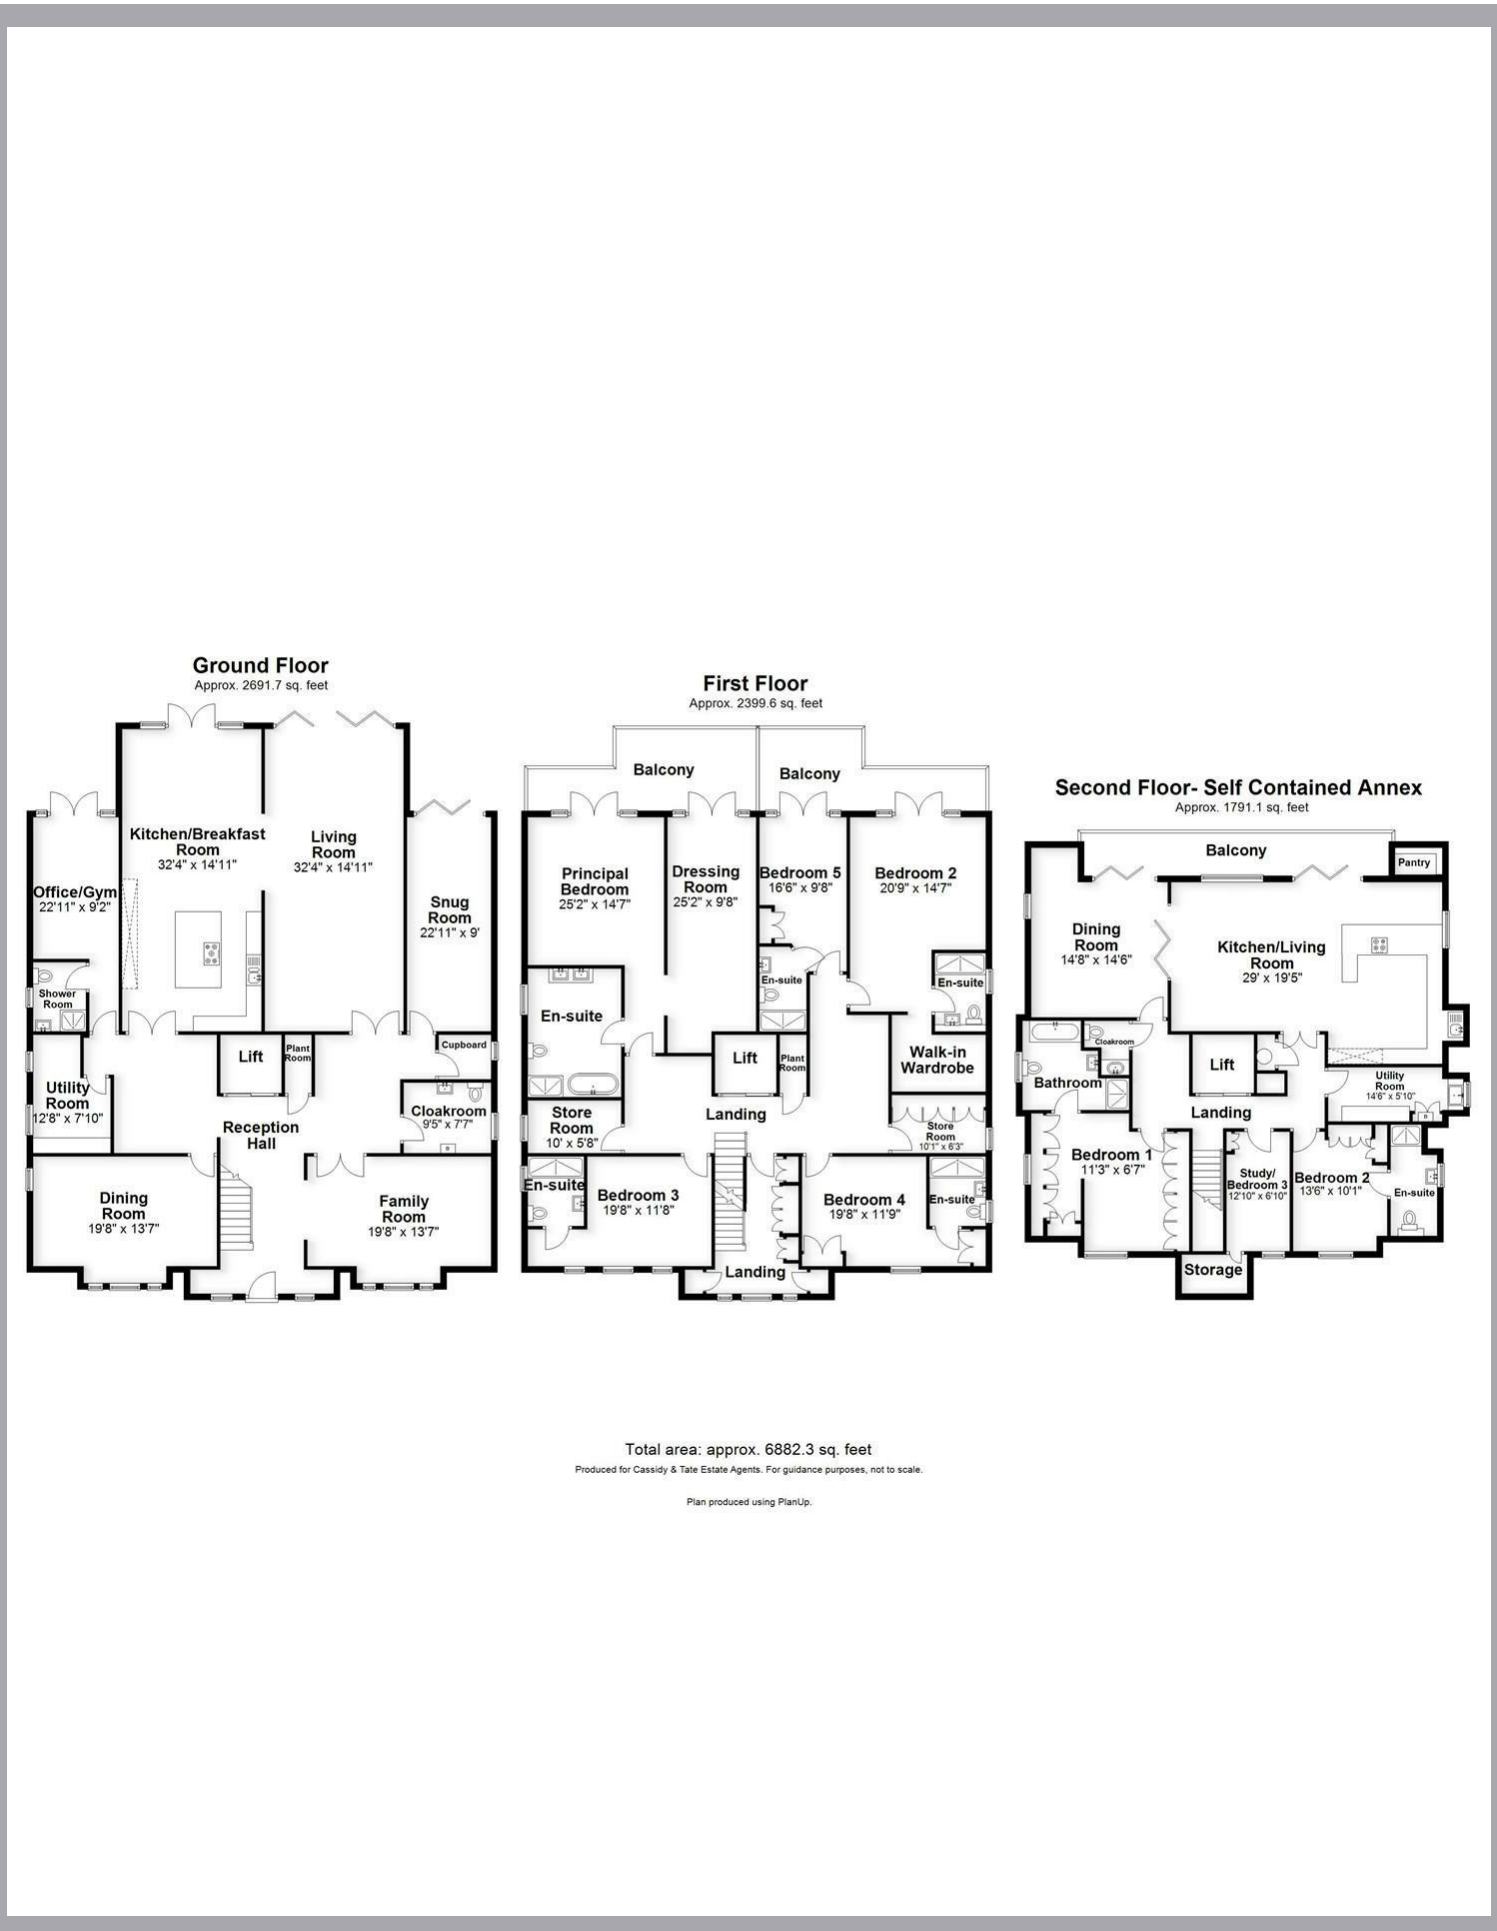 Ground Floor
Approx. 2691.7 sq. feet
Kitchen/Breakfast
Room
32'4" x 14'11"
Living
Room
32'4" x 14'11"
Office/Gym
22'11" x 9'2"
Snug
Room
22'11" x 9'
Shower
Room
Lift
Plant
Room
Cupboard
Utility
Room
12'8" x 7'10"
Cloakroom
9'5" x 7'7"
Reception
Hall
Dining
Room
19'8" x 13'7"
Family
Room
19'8" x 13'7"
First Floor
Approx. 2399.6 sq. feet
Balcony
Balcony
Principal
Bedroom
25'2" x 14'7"
Dressing
Room
25'2" x 9'8"
Bedroom 5
16'6" x 9'8"
Bedroom 2
20'9" x 14'7"
En-suite
En-suite
En-suite
Lift
Plant
Room
Walk-in
Wardrobe
Store
Room
10' x 5'8"
Landing
Store
Room
10'1" x 6'3"
En-suite
Bedroom 3
19'8" x 11'8"
Bedroom 4
19'8" x 11'9"
En-suite
Landing
Second Floor- Self Contained Annex
Approx. 1791.1 sq. feet
Balcony
Pantry
Dining
Room
14'8" x 14'6"
Kitchen/Living
Room
29' x 19'5"
Cloakroom
Bathroom
Lift
Utility
Room
14'6" x 5'10"
Landing
Bedroom 1
11'3" x 6'7"
Study/
Bedroom 3
12'10" x 6'10"
Bedroom 2
13'6" x 10'1"
En-suite
Storage
Total area: approx. 6882.3 sq. feet
Produced for Cassidy & Tate Estate Agents. For guidance purposes, not to scale.
Plan produced using PlanUp.